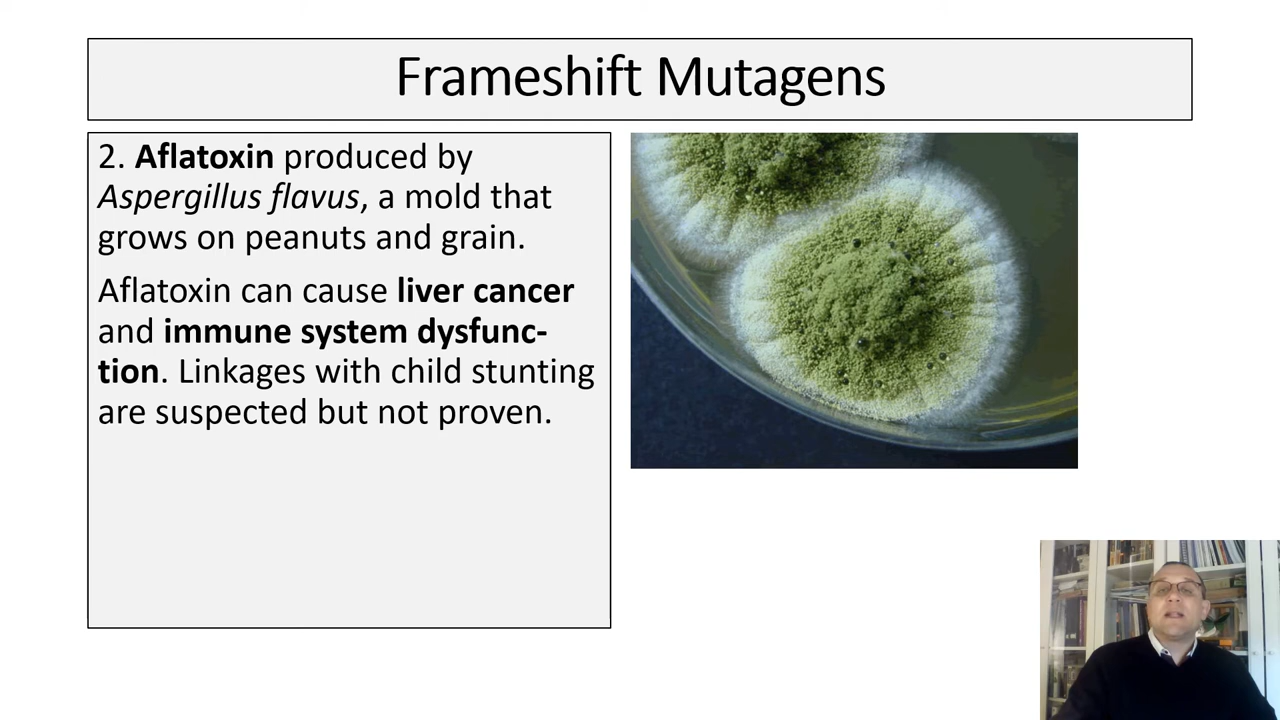 Frameshift Mutagens
2. Aflatoxin produced by
Aspergillus flavus, a mold that
grows on peanuts and grain.
Aflatoxin can cause liver cancer
and immune system dysfunc-
tion. Linkages with child stunting
are suspected but not proven.